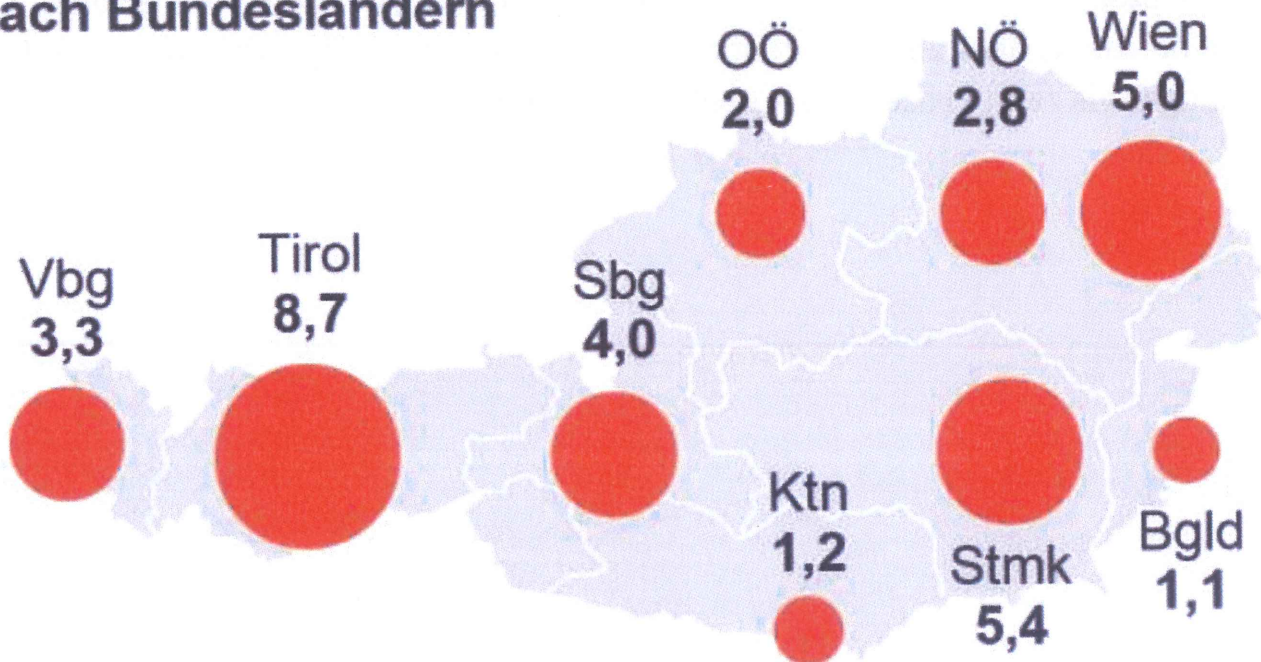 ach Bundesländern
OÖ
2,0
NÖ
2,8
Wien
5,0
Vbg
3,3
Tirol
8,7
Sbg
4,0
Ktn
1,2
Stmk
5,4
Bgld
1,1